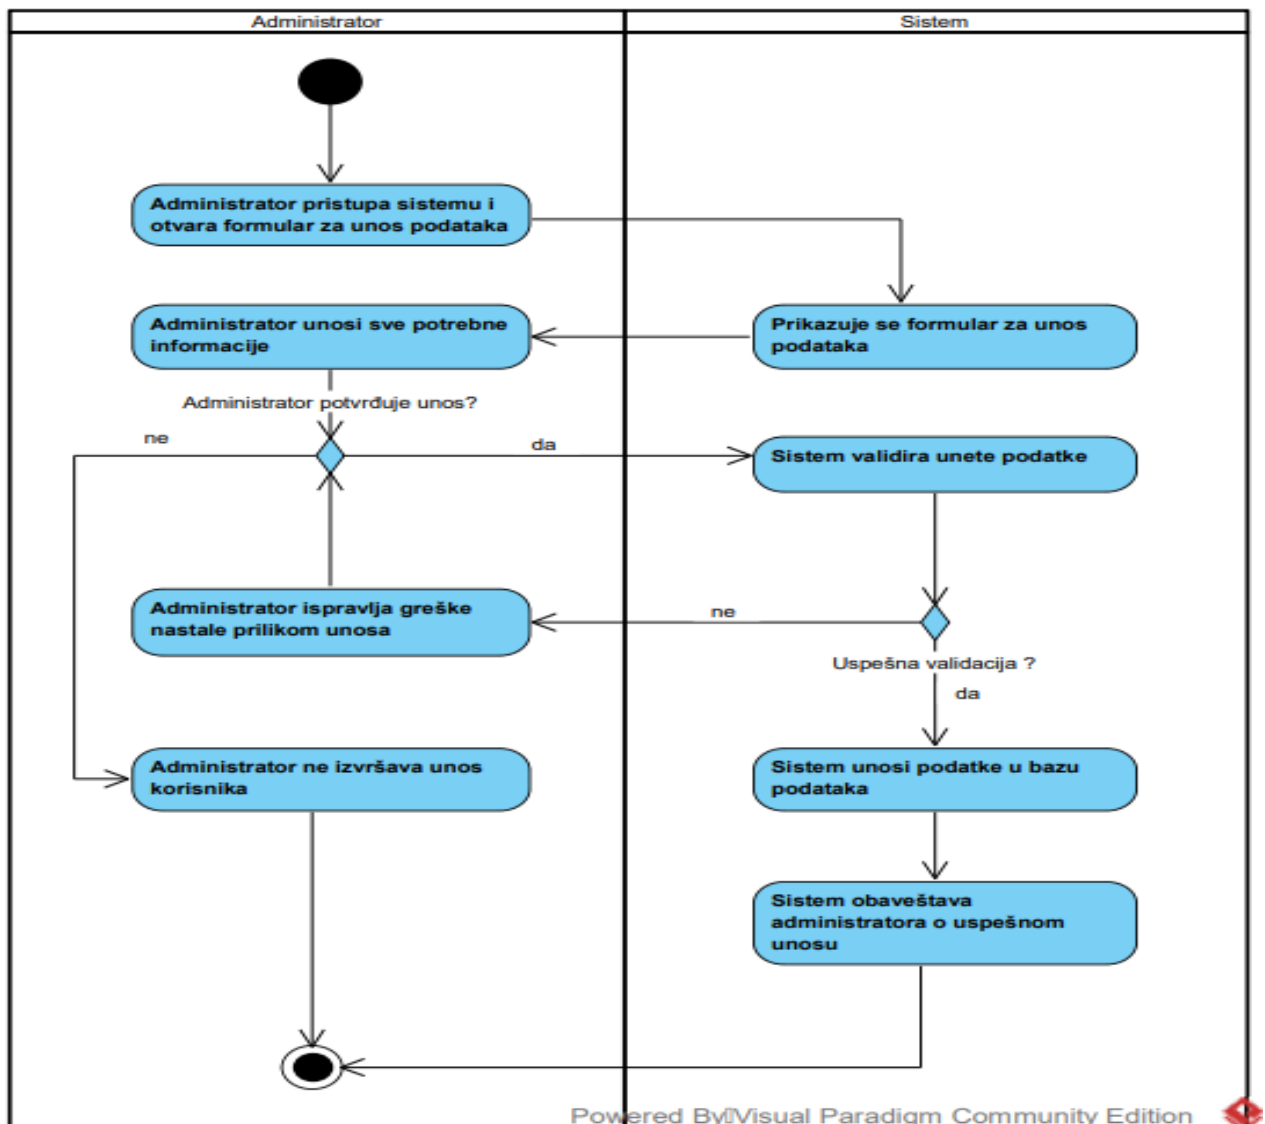 Administrator
Sistem
Administrator pristupa sistemu i
otvara formular za unos podataka
Administrator unosi sve potrebne
informacije
Prikazuje se formular za unos
podataka
Administrator potvrđuje unos?
ne
da
Sistem validira unete podatke
Administrator ispravlja greške
nastale prilikom unosa
ne
Uspešna validacija ?
da
Administrator ne izvršava unos
korisnika
Sistem unosi podatke u bazu
podataka
Sistem obaveštava
administratora o uspešnom
unosu
Powered By Visual Paradigm Community Edition